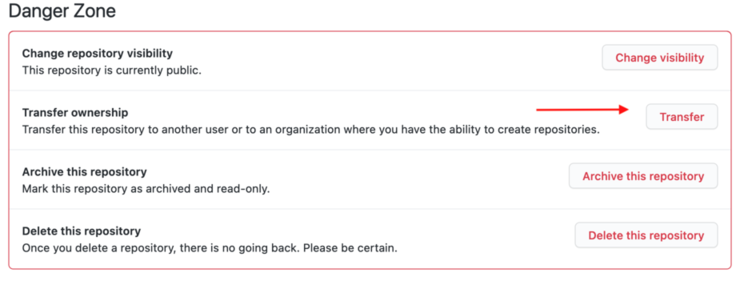 Danger Zone
Change repository visibility
This repository is currently public.
Change visibility
Transfer ownership
Transfer this repository to another user or to an organization where you have the ability to create repositories.
Transfer
Archive this repository
Mark this repository as archived and read-only.
Archive this repository
Delete this repository
Once you delete a repository, there is no going back. Please be certain.
Delete this repository